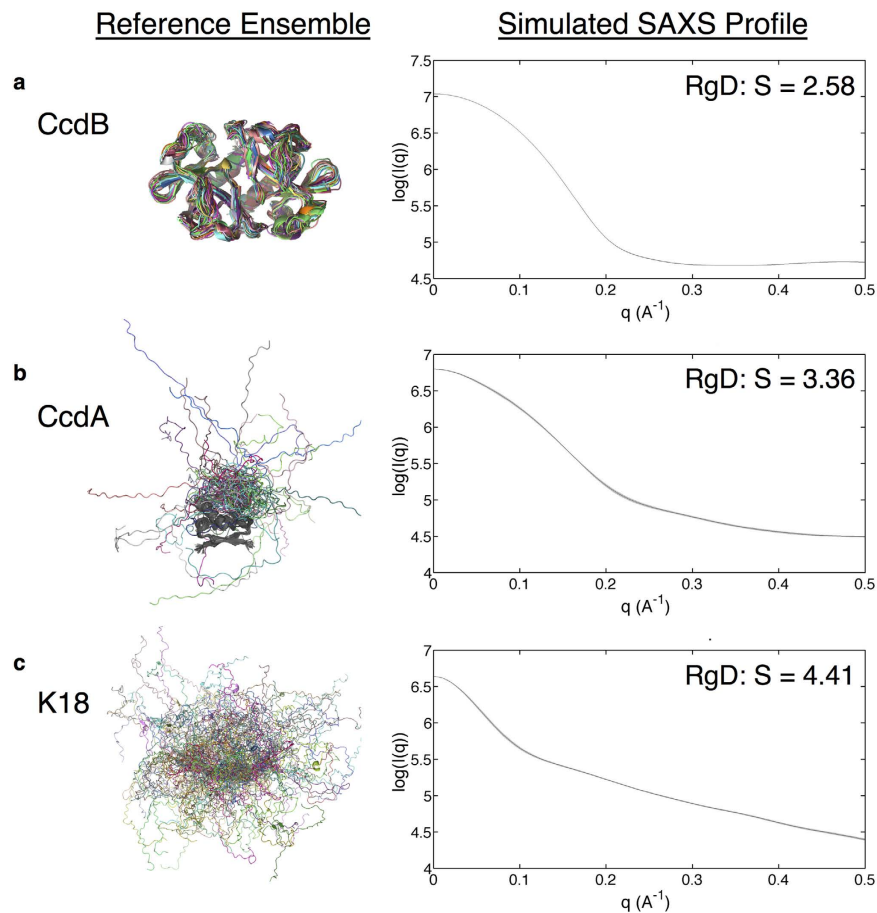 Reference Ensemble
Simulated SAXS Profile
a
CcdB
RgD: S = 2.58
7.5
7
6.5
6
5.5
5
4.5
log(I(q))
0
0.1
0.2
0.3
0.4
0.5
q (A⁻¹)
b
CcdA
RgD: S = 3.36
7
6.5
6
5.5
5
4.5
4
log(I(q))
0
0.1
0.2
0.3
0.4
0.5
q (A⁻¹)
c
K18
RgD: S = 4.41
7
6.5
6
5.5
5
4.5
4
log(I(q))
0
0.1
0.2
0.3
0.4
0.5
q (A⁻¹)